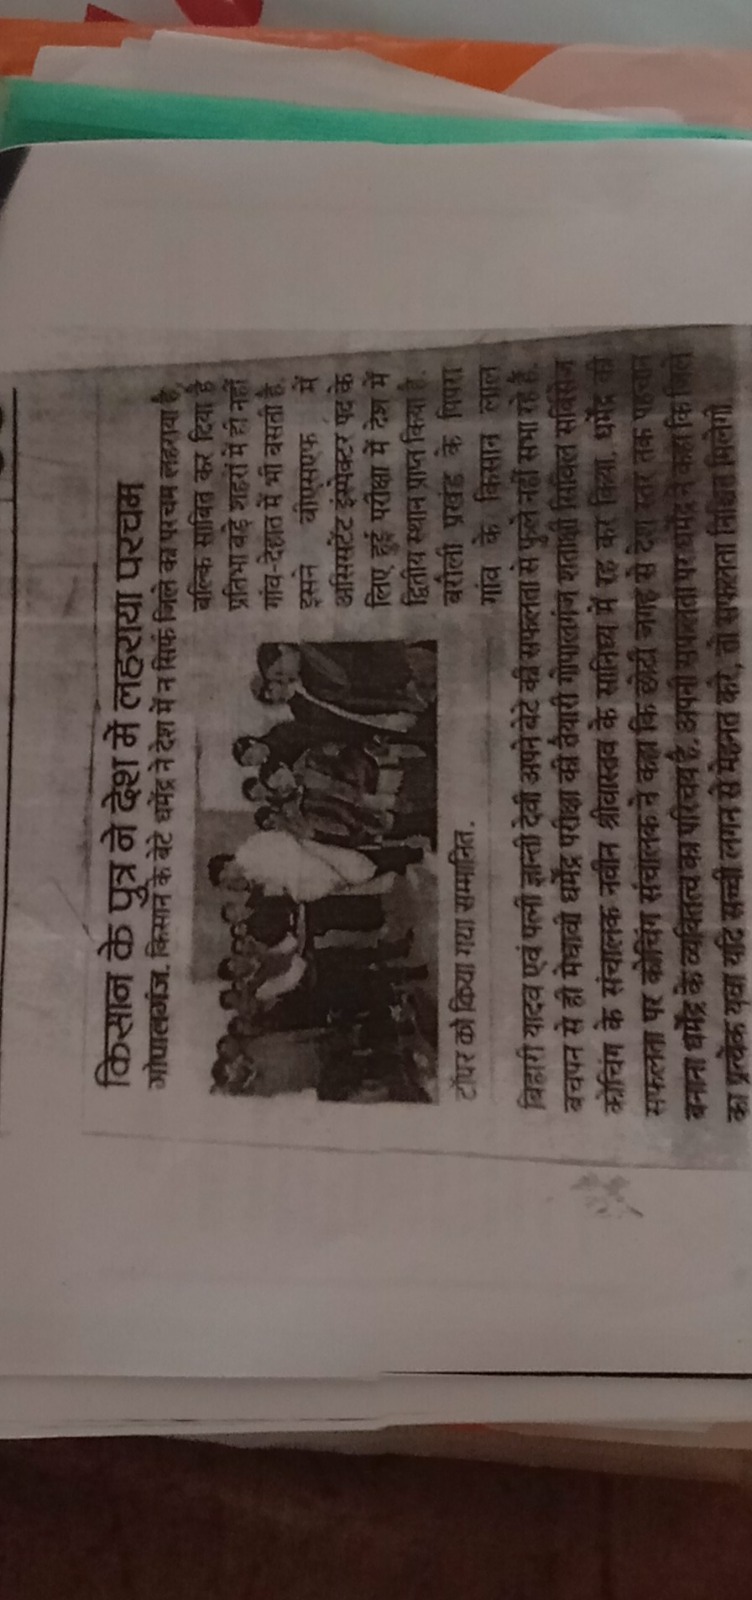 किसान के पुत्र ने देश में लहराया परचम
गोपालगंज. किसान के बेटे धर्मेंद्र ने देश में न सिर्फ जिले का परचम लहराया है,
बल्कि साबित कर दिया है
प्रतिभा बड़े शहरों में ही नहीं
गांव-देहात में भी बसती है.
इसने बीएसएफ में
असिसटेंट इंस्पेक्टर पद के
लिए हुई परीक्षा में देश में
द्वितीय स्थान प्राप्त किया है.
बरौली प्रखंड के पिपरा
गांव के किसान लाल
टॉपर को किया गया सम्मानित.
बिहारी यादव एवं पत्नी ज्ञान्ती देवी अपने बेटे की सफलता से फुले नहीं सभा रहे हैं.
बचपन से ही मेधावी धर्मेंद्र परीक्षा की तैयारी गोपालगंज शताक्षी सिविल सर्विसेज
कोचिंग के संचालक नवीन श्रीवास्तव के सानिध्य में रह कर किया. धर्मेंद्र की
सफलता पर कोचिंग संचालक ने कहा कि छोटी जगह से देश स्तर तक पहचान
बनाना धर्मेंद्र के व्यक्तित्व का परिचय है. अपनी सफलता पर धर्मेंद्र ने कहा कि जिले
का प्रत्येक युवा यदि सच्ची लगन से मेहनत करे, तो सफलता निश्चित मिलेगी